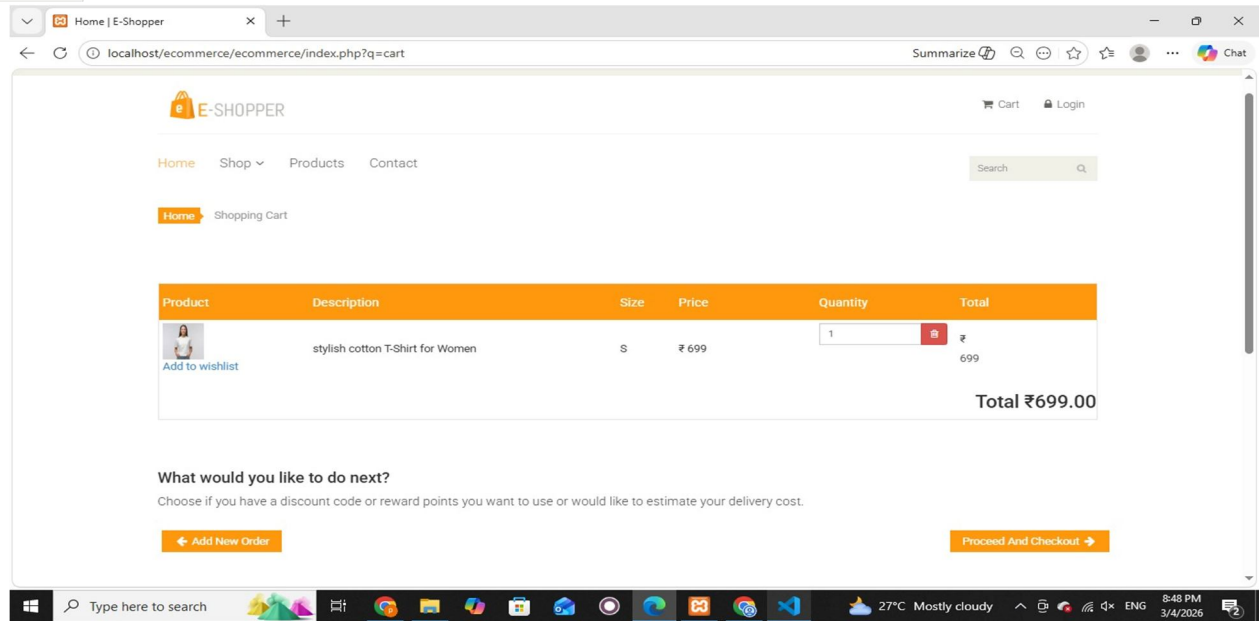 Home | E-Shopper
localhost/ecommerce/ecommerce/index.php?q=cart
Summarize
Chat
e E-SHOPPER
Cart Login
Home Shop Products Contact
Search
Home Shopping Cart
Product Description Size Price Quantity Total
stylish cotton T-Shirt for Women S ₹ 699 1 ₹
699
Add to wishlist
Total ₹699.00
What would you like to do next?
Choose if you have a discount code or reward points you want to use or would like to estimate your delivery cost.
Add New Order Proceed And Checkout
Type here to search
27°C Mostly cloudy ENG
8:48 PM
3/4/2026
2